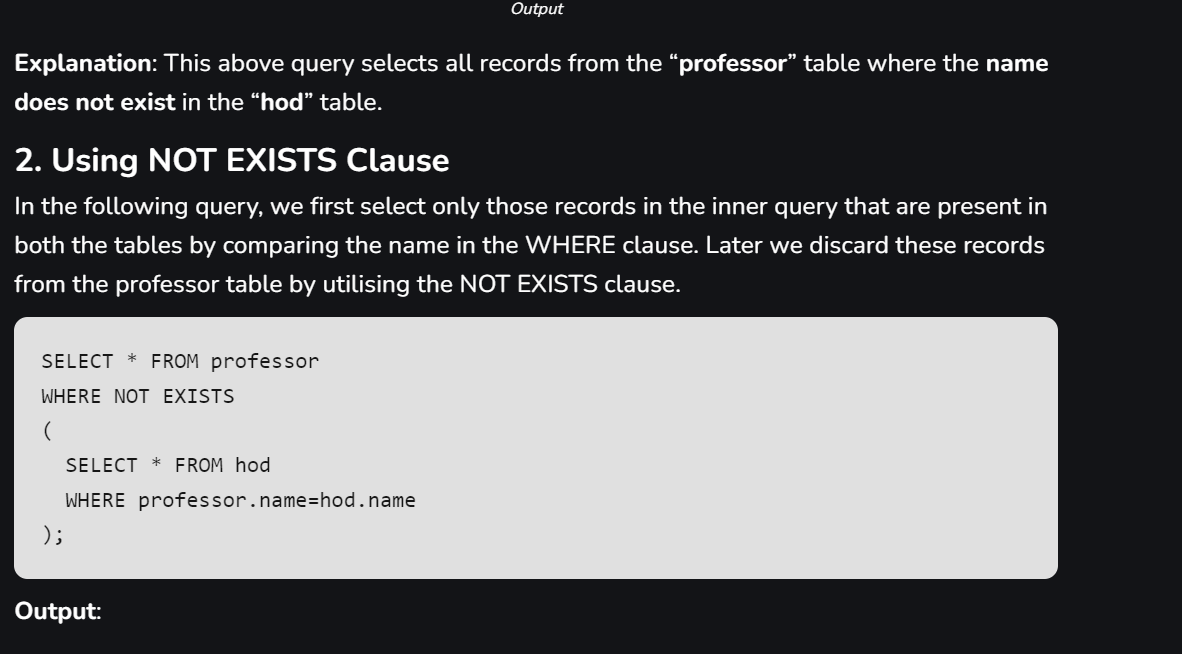 Output
Explanation: This above query selects all records from the “professor” table where the name
does not exist in the “hod” table.
2. Using NOT EXISTS Clause
In the following query, we first select only those records in the inner query that are present in
both the tables by comparing the name in the WHERE clause. Later we discard these records
from the professor table by utilising the NOT EXISTS clause.
SELECT * FROM professor
WHERE NOT EXISTS
(
  SELECT * FROM hod
  WHERE professor.name=hod.name
);
Output: